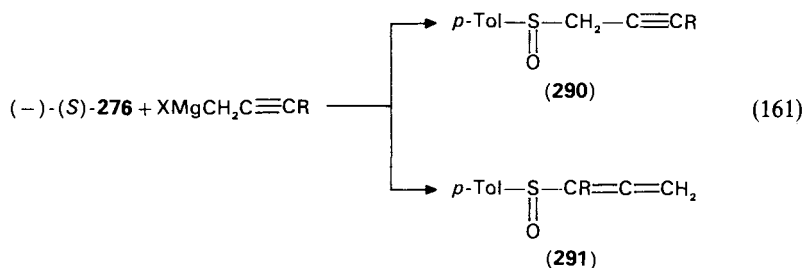 p-Tol—S—CH₂—C≡CR
O
(290)
(−)-(S)-276 + XMgCH₂C≡CR
(161)
p-Tol—S—CR=C=CH₂
O
(291)